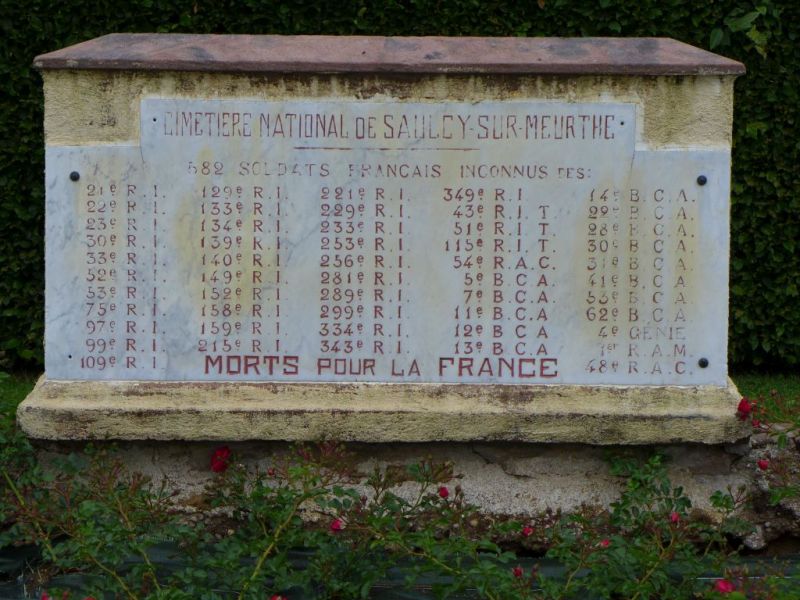 CIMETIERE NATIONAL DE SAULCY-SUR-MEURTHE
582 SOLDATS FRANCAIS INCONNUS DES:
21e R. I. 129e R. I. 221e R. I. 349e R. I. 14e B. C. A.
22e R. I. 133e R. I. 229e R. I. 43e R. I. T. 22e B. C. A.
23e R. I. 134e R. I. 233e R. I. 51e R. I. T. 28e B. C. A.
30e R. I. 139e R. I. 253e R. I. 115e R. I. T. 30e B. C. A.
33e R. I. 140e R. I. 256e R. I. 54e R. A. C. 31e B. C. A.
52e R. I. 149e R. I. 281e R. I. 5e B. C. A. 41e B. C. A.
53e R. I. 152e R. I. 289e R. I. 7e B. C. A. 53e B. C. A.
75e R. I. 158e R. I. 299e R. I. 11e B. C. A. 62e B. C. A.
97e R. I. 159e R. I. 334e R. I. 12e B. C. A. 4e GÉNIE
99e R. I. 215e R. I. 343e R. I. 13e B. C. A. 1er R. A. M.
109e R. I. MORTS POUR LA FRANCE 48e R. A. C.